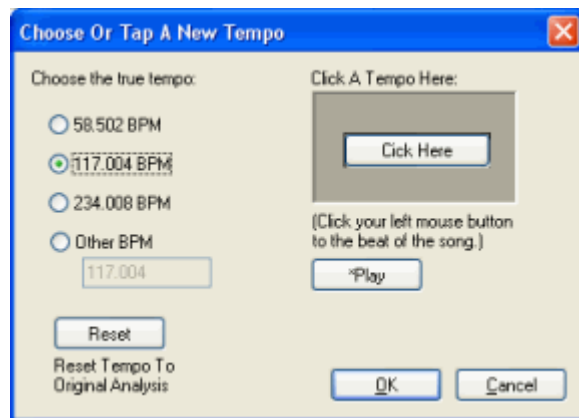 Choose Or Tap A New Tempo
Choose the true tempo:
58.502 BPM
117.004 BPM
234.008 BPM
Other BPM
117.004
Reset
Reset Tempo To
Original Analysis
Click A Tempo Here:
Cick Here
(Click your left mouse button
to the beat of the song.)
*Play
OK
Cancel